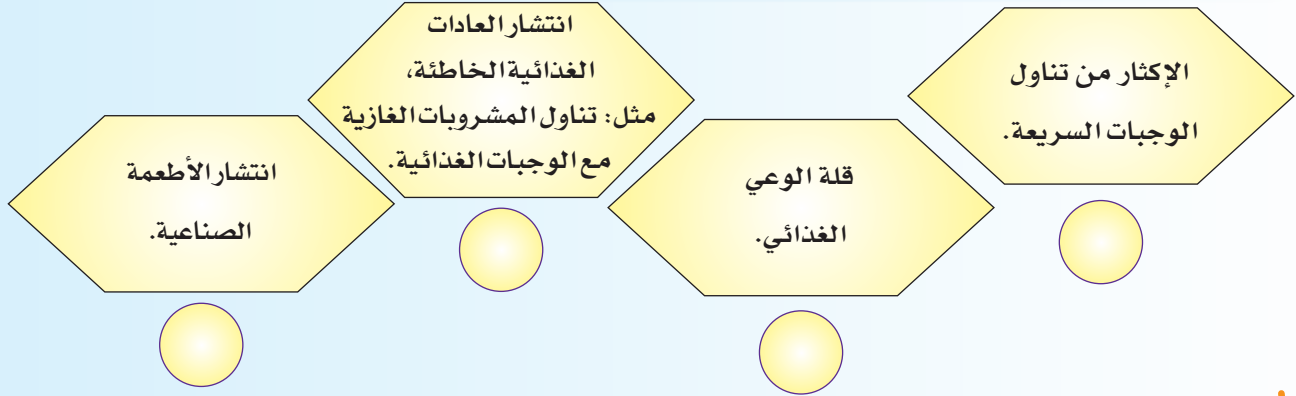 الإكثار من تناول
الوجبات السريعة.
قلة الوعي
الغذائي.
انتشار العادات
الغذائية الخاطئة،
مثل: تناول المشروبات الغازية
مع الوجبات الغذائية.
انتشار الأطعمة
الصناعية.